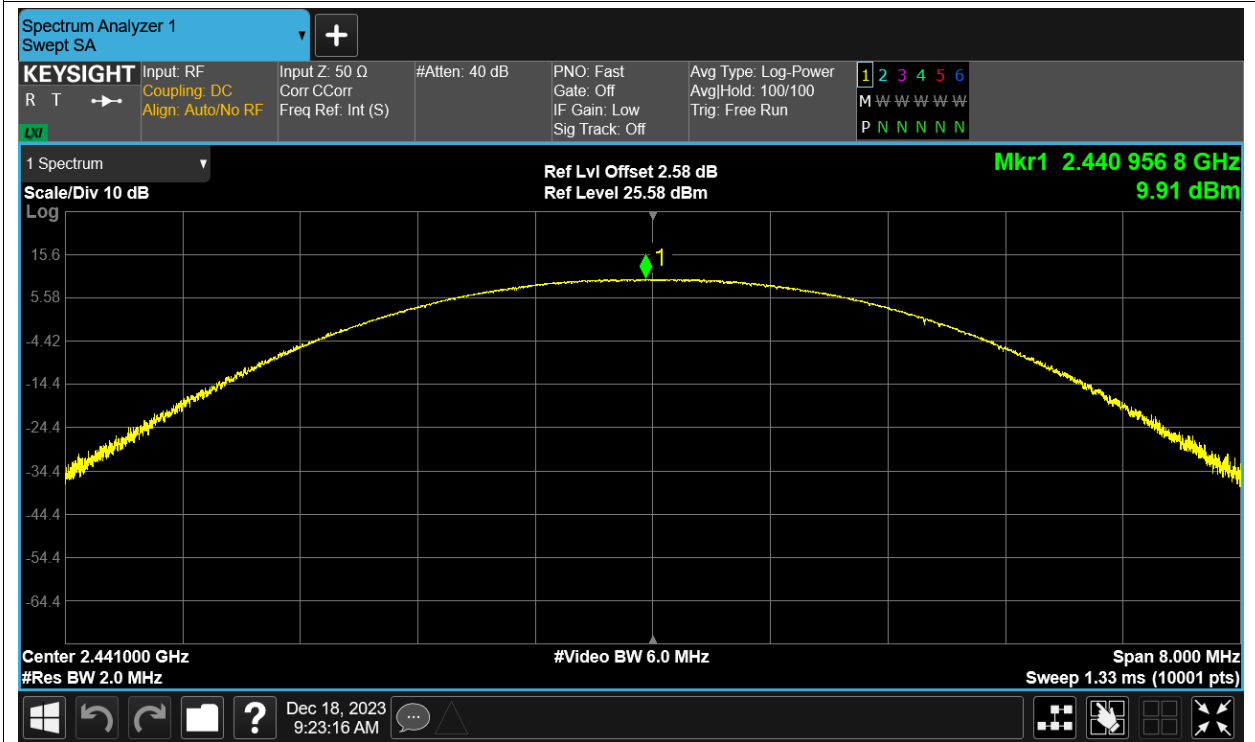 Spectrum Analyzer 1
Swept SA
+
KEYSIGHT
R T
LXI
Input: RF
Coupling: DC
Align: Auto/No RF
Input Z: 50 Ω
Corr CCorr
Freq Ref: Int (S)
#Atten: 40 dB
PNO: Fast
Gate: Off
IF Gain: Low
Sig Track: Off
Avg Type: Log-Power
Avg|Hold: 100/100
Trig: Free Run
1 2 3 4 5 6
M W W W W W
P N N N N N
1 Spectrum
Scale/Div 10 dB
Log
Ref Lvl Offset 2.58 dB
Ref Level 25.58 dBm
Mkr1 2.440 956 8 GHz
9.91 dBm
1
15.6
5.58
-4.42
-14.4
-24.4
-34.4
-44.4
-54.4
-64.4
Center 2.441000 GHz
#Res BW 2.0 MHz
#Video BW 6.0 MHz
Span 8.000 MHz
Sweep 1.33 ms (10001 pts)
?
Dec 18, 2023
9:23:16 AM